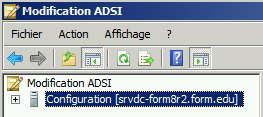 Modification ADSI
Fichier Action Affichage ?
Modification ADSI
Configuration [srvdc-form8r2.form.edu]